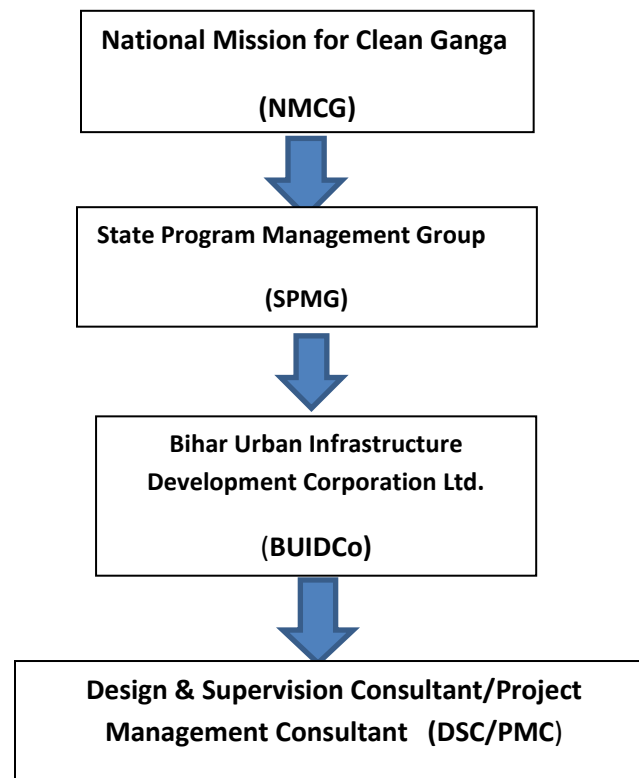 National Mission for Clean Ganga
(NMCG)
State Program Management Group
(SPMG)
Bihar Urban Infrastructure
Development Corporation Ltd.
(BUIDCo)
Design & Supervision Consultant/Project
Management Consultant (DSC/PMC)